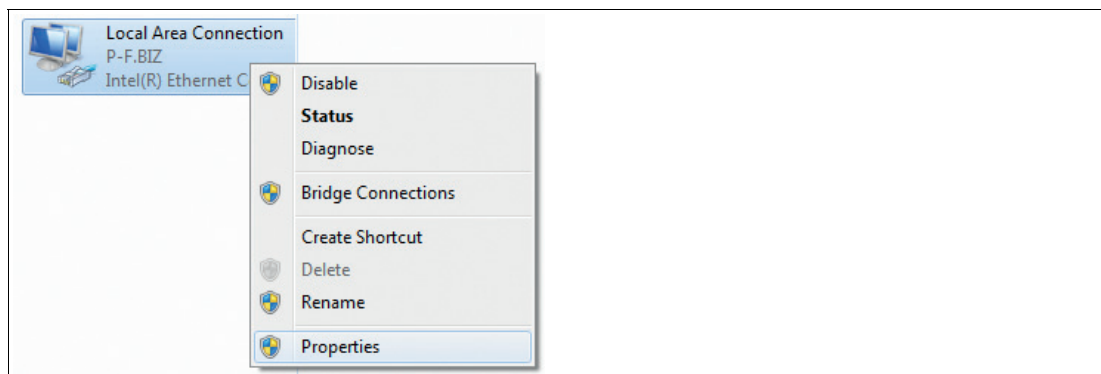 Local Area Connection
P-F.BIZ
Intel(R) Ethernet C
Disable
Status
Diagnose
Bridge Connections
Create Shortcut
Delete
Rename
Properties